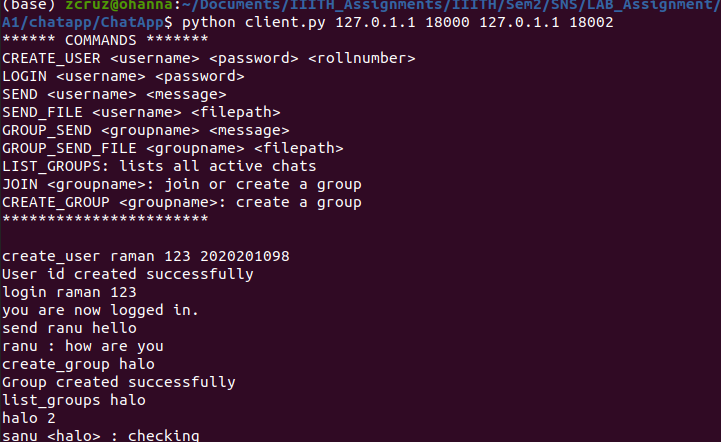 (base) zcruz@ohanna:~/Documents/IIITH_Assignments/IIITH/Sem2/SNS/LAB_Assignment/
A1/chatapp/ChatApp$ python client.py 127.0.1.1 18000 127.0.1.1 18002
****** COMMANDS *******
CREATE_USER <username> <password> <rollnumber>
LOGIN <username> <password>
SEND <username> <message>
SEND_FILE <username> <filepath>
GROUP_SEND <groupname> <message>
GROUP_SEND_FILE <groupname> <filepath>
LIST_GROUPS: lists all active chats
JOIN <groupname>: join or create a group
CREATE_GROUP <groupname>: create a group
***********************
create_user raman 123 2020201098
User id created successfully
login raman 123
you are now logged in.
send ranu hello
ranu : how are you
create_group halo
Group created successfully
list_groups halo
halo 2
sanu <halo> : checking